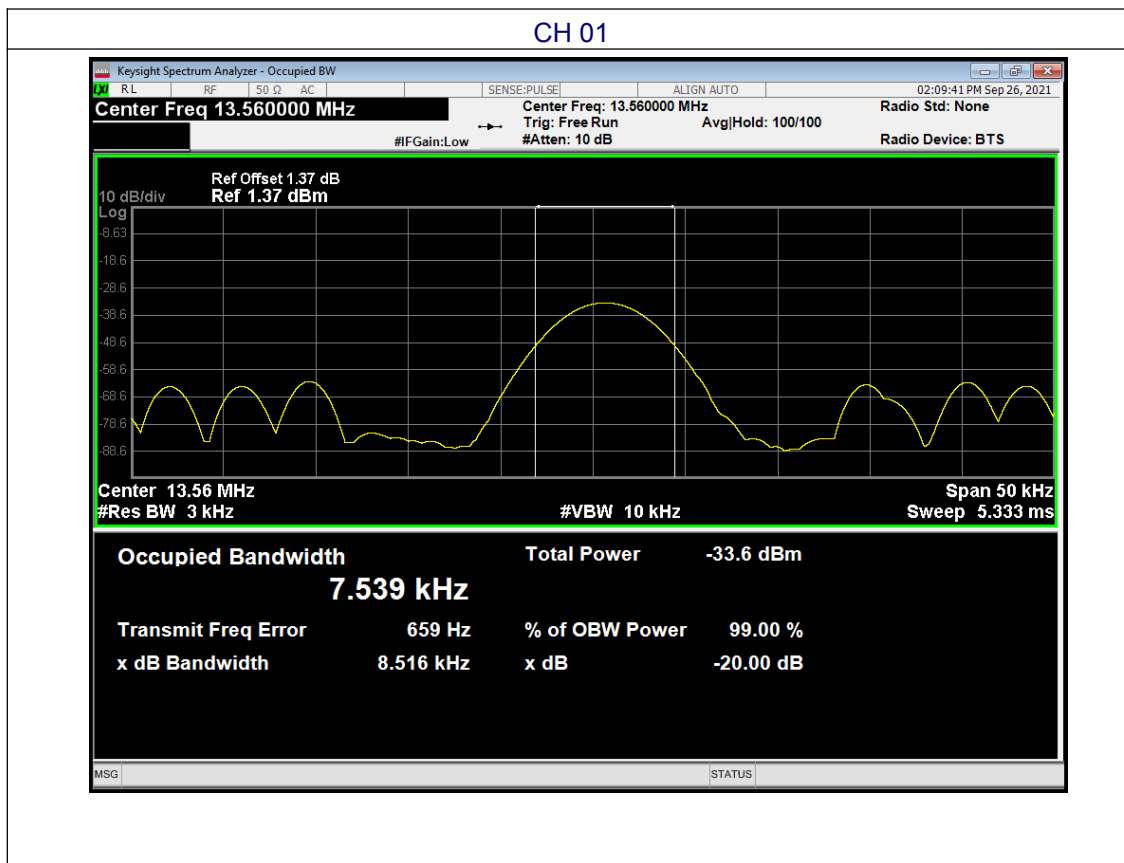 CH 01
Keysight Spectrum Analyzer - Occupied BW
LXI RL RF 50 Ω AC SENSE:PULSE ALIGN AUTO 02:09:41 PM Sep 26, 2021
Center Freq 13.560000 MHz Center Freq: 13.560000 MHz Radio Std: None
Trig: Free Run Avg|Hold: 100/100
#IFGain:Low #Atten: 10 dB Radio Device: BTS
Ref Offset 1.37 dB
10 dB/div Ref 1.37 dBm
Log
-8.63
-18.6
-28.6
-38.6
-48.6
-58.6
-68.6
-78.6
-88.6
Center 13.56 MHz Span 50 kHz
#Res BW 3 kHz #VBW 10 kHz Sweep 5.333 ms
Occupied Bandwidth Total Power -33.6 dBm
7.539 kHz
Transmit Freq Error 659 Hz % of OBW Power 99.00 %
x dB Bandwidth 8.516 kHz x dB -20.00 dB
MSG STATUS